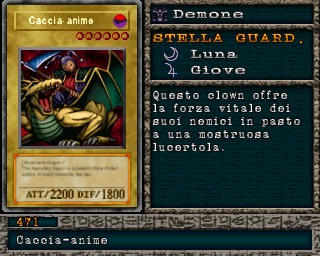 Caccia-anime
ATT/2200 DIF/1800
Demone
STELLA GUARD.
Luna
Giove
Questo clown offre
la forza vitale dei
suoi nemici in pasto
a una mostruosa
lucertola.
471
Caccia-anime